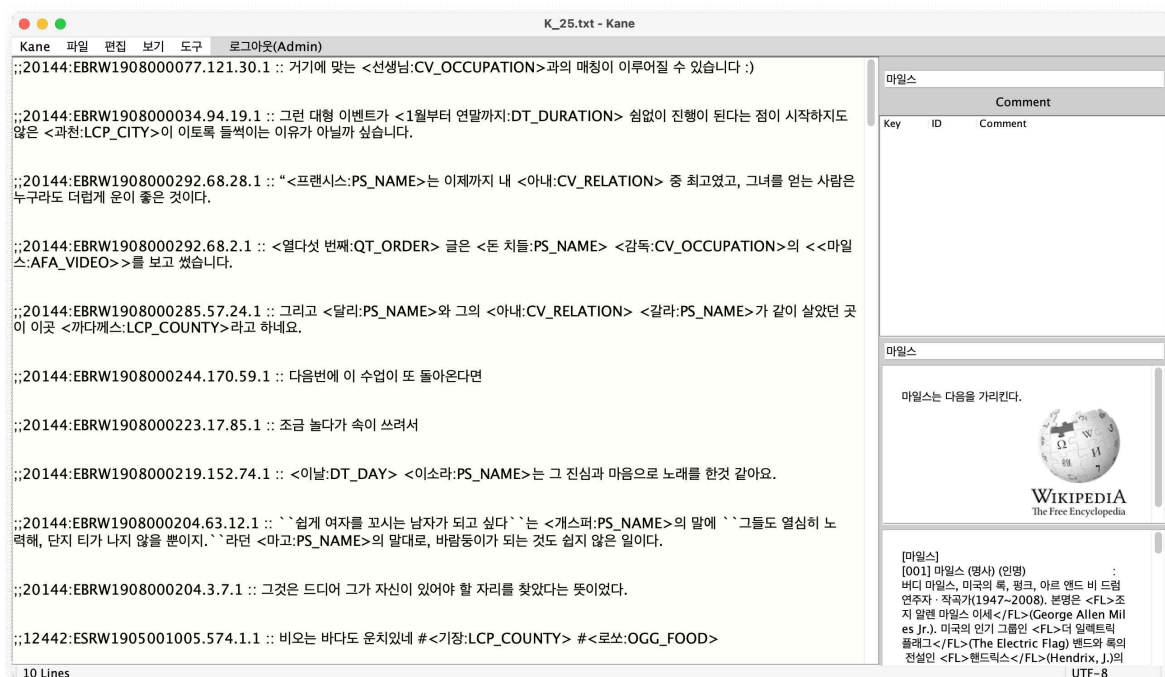 K_25.txt - Kane
Kane 파일 편집 보기 도구 로그아웃(Admin)
;;20144:EBRW1908000077.121.30.1 :: 거기에 맞는 <선생님:CV_OCCUPATION>과의 매칭이 이루어질 수 있습니다 :)
;;20144:EBRW1908000034.94.19.1 :: 그런 대형 이벤트가 <1월부터 연말까지:DT_DURATION> 쉼없이 진행이 된다는 점이 시작하지도
않은 <과천:LCP_CITY>이 이토록 들썩이는 이유가 아닐까 싶습니다.
;;20144:EBRW1908000292.68.28.1 :: “<프랜시스:PS_NAME>는 이제까지 내 <아내:CV_RELATION> 중 최고였고, 그녀를 얻는 사람은
누구라도 더럽게 운이 좋은 것이다.
;;20144:EBRW1908000292.68.2.1 :: <열다섯 번째:QT_ORDER> 글은 <돈 치들:PS_NAME> <감독:CV_OCCUPATION>의 <<마일
스:AFA_VIDEO>>를 보고 썼습니다.
;;20144:EBRW1908000285.57.24.1 :: 그리고 <달리:PS_NAME>와 그의 <아내:CV_RELATION> <갈라:PS_NAME>가 같이 살았던 곳
이 이곳 <까다께스:LCP_COUNTY>라고 하네요.
;;20144:EBRW1908000244.170.59.1 :: 다음번에 이 수업이 또 돌아온다면
;;20144:EBRW1908000223.17.85.1 :: 조금 놀다가 속이 쓰려서
;;20144:EBRW1908000219.152.74.1 :: <이날:DT_DAY> <이소라:PS_NAME>는 그 진심과 마음으로 노래를 한것 같아요.
;;20144:EBRW1908000204.63.12.1 :: ``쉽게 여자를 꼬시는 남자가 되고 싶다``는 <개스퍼:PS_NAME>의 말에 ``그들도 열심히 노
력해, 단지 티가 나지 않을 뿐이지.``라던 <마고:PS_NAME>의 말대로, 바람둥이가 되는 것도 쉽지 않은 일이다.
;;20144:EBRW1908000204.3.7.1 :: 그것은 드디어 그가 자신이 있어야 할 자리를 찾았다는 뜻이었다.
;;12442:ESRW1905001005.574.1.1 :: 비오는 바다도 운치있네 #<기장:LCP_COUNTY> #<로쏘:OGG_FOOD>
10 Lines
마일스
Comment
Key ID Comment
마일스
마일스는 다음을 가리킨다.
Ω W И
7
WIKIPEDIA
The Free Encyclopedia
[마일스]
[001] 마일스 (명사) (인명) :
버디 마일스, 미국의 록, 펑크, 아르 앤드 비 드럼
연주자 · 작곡가(1947~2008). 본명은 <FL>조
지 알렌 마일스 이세</FL>(George Allen Mil
es Jr.). 미국의 인기 그룹인 <FL>더 일렉트릭
플래그</FL>(The Electric Flag) 밴드와 록의
전설인 <FL>핸드릭스</FL>(Hendrix, J.)의
UTF-8